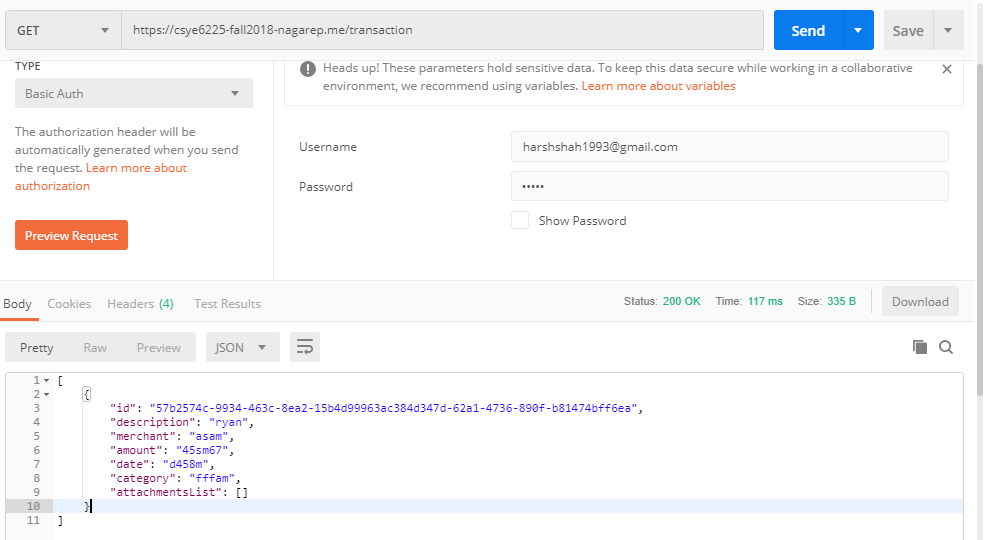 GET https://csye6225-fall2018-nagarep.me/transaction Send Save
TYPE
Basic Auth
The authorization header will be
automatically generated when you send
the request. Learn more about
authorization
Preview Request
Heads up! These parameters hold sensitive data. To keep this data secure while working in a collaborative
environment, we recommend using variables. Learn more about variables
Username harshshah1993@gmail.com
Password •••••
Show Password
Body Cookies Headers (4) Test Results Status: 200 OK Time: 117 ms Size: 335 B Download
Pretty Raw Preview JSON
1 [
2 {
3 "id": "57b2574c-9934-463c-8ea2-15b4d99963ac384d347d-62a1-4736-890f-b81474bff6ea",
4 "description": "ryan",
5 "merchant": "asam",
6 "amount": "45sm67",
7 "date": "d458m",
8 "category": "fffam",
9 "attachmentsList": []
10 }
11 ]